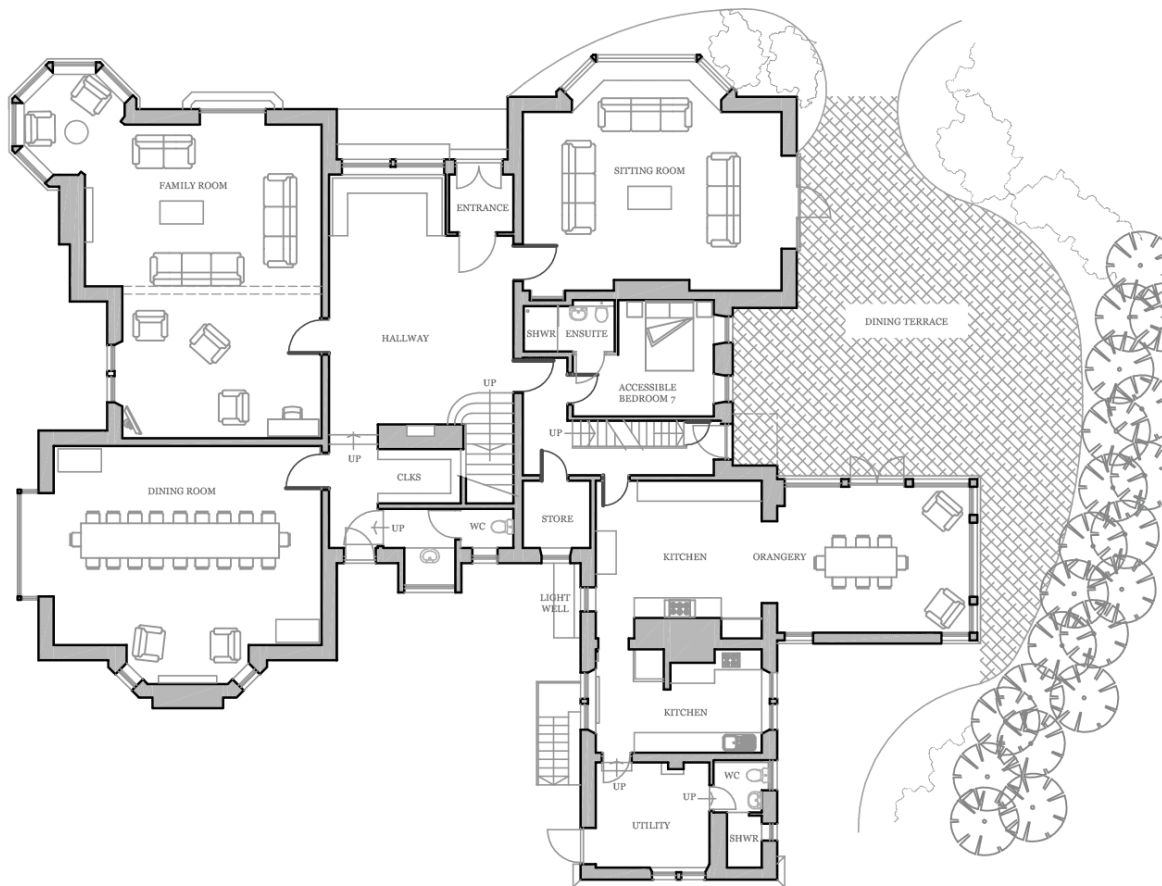 FAMILY ROOM
SITTING ROOM
ENTRANCE
DINING TERRACE
SHWR
ENSUITE
HALLWAY
UP
ACCESSIBLE
BEDROOM 7
UP
UP
CLKS
DINING ROOM
UP
WC
STORE
KITCHEN
ORANGERY
LIGHT
WELL
KITCHEN
WC
UP
UP
UTILITY
SHWR